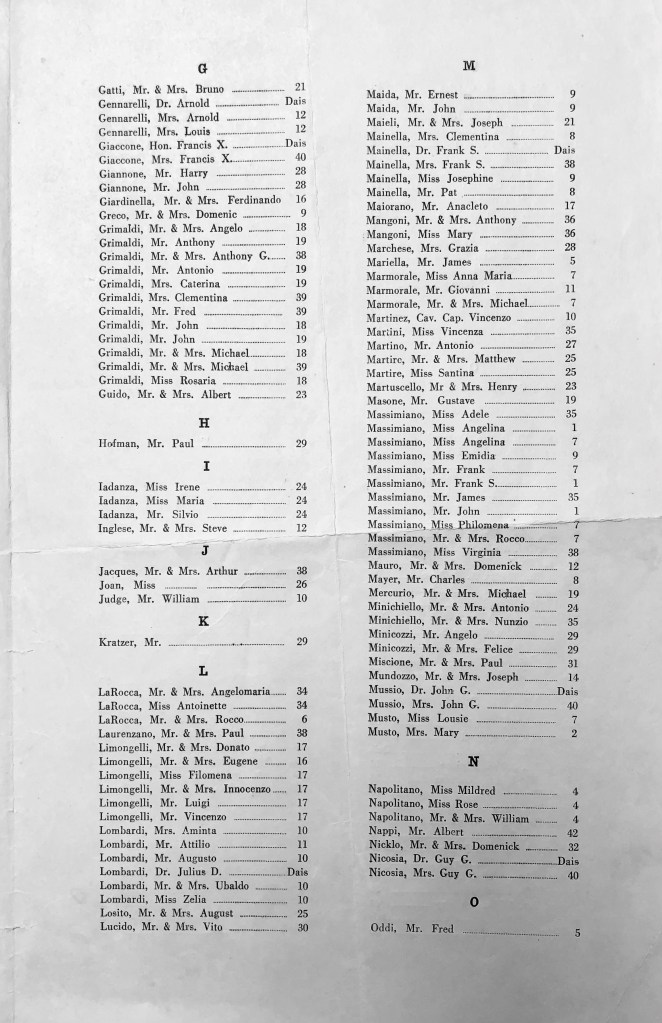 G
Gatti, Mr. & Mrs. Bruno 21
Gennarelli, Dr. Arnold Dais
Gennarelli, Mrs. Arnold 12
Gennarelli, Mrs. Louis 12
Giaccone, Hon. Francis X. Dais
Giaccone, Mrs. Francis X. 40
Giannone, Mr. Harry 28
Giannone, Mr. John 28
Giardinella, Mr. & Mrs. Ferdinando 16
Greco, Mr. & Mrs. Domenic 9
Grimaldi, Mr. & Mrs. Angelo 18
Grimaldi, Mr. Anthony 19
Grimaldi, Mr. & Mrs. Anthony G. 38
Grimaldi, Mr. Antonio 19
Grimaldi, Mrs. Caterina 19
Grimaldi, Mrs. Clementina 39
Grimaldi, Mr. Fred 39
Grimaldi, Mr. John 18
Grimaldi, Mr. John 19
Grimaldi, Mr. & Mrs. Michael 18
Grimaldi, Mr. & Mrs. Michael 39
Grimaldi, Miss Rosaria 18
Guido, Mr. & Mrs. Albert 23
H
Hofman, Mr. Paul 29
I
Iadanza, Miss Irene 24
Iadanza, Miss Maria 24
Iadanza, Mr. Silvio 24
Inglese, Mr. & Mrs. Steve 12
J
Jacques, Mr. & Mrs. Arthur 38
Joan, Miss 26
Judge, Mr. William 10
K
Kratzer, Mr. 29
L
LaRocca, Mr. & Mrs. Angelomaria 34
LaRocca, Miss Antoinette 34
LaRocca, Mr. & Mrs. Rocco 6
Laurenzano, Mr. & Mrs. Paul 38
Limongelli, Mr. & Mrs. Donato 17
Limongelli, Mr. & Mrs. Eugene 16
Limongelli, Miss Filomena 17
Limongelli, Mr. & Mrs. Innocenzo 17
Limongelli, Mr. Luigi 17
Limongelli, Mr. Vincenzo 17
Lombardi, Mrs. Aminta 10
Lombardi, Mr. Attilio 11
Lombardi, Mr. Augusto 10
Lombardi, Dr. Julius D. Dais
Lombardi, Mr. & Mrs. Ubaldo 10
Lombardi, Miss Zelia 10
Losito, Mr. & Mrs. August 25
Lucido, Mr. & Mrs. Vito 30
M
Maida, Mr. Ernest 9
Maida, Mr. John 9
Maieli, Mr. & Mrs. Joseph 21
Mainella, Mrs. Clementina 8
Mainella, Dr. Frank S. Dais
Mainella, Mrs. Frank S. 38
Mainella, Miss Josephine 9
Mainella, Mr. Pat 8
Maiorano, Mr. Anacleto 17
Mangoni, Mr. & Mrs. Anthony 36
Mangoni, Miss Mary 36
Marchese, Mrs. Grazia 28
Mariella, Mr. James 5
Marmorale, Miss Anna Maria 7
Marmorale, Mr. Giovanni 11
Marmorale, Mr. & Mrs. Michael 7
Martinez, Cav. Cap. Vincenzo 10
Martini, Miss Vincenza 35
Martino, Mr. Antonio 27
Martire, Mr. & Mrs. Matthew 25
Martire, Miss Santina 25
Martuscello, Mr & Mrs. Henry 23
Masone, Mr. Gustave 19
Massimiano, Miss Adele 35
Massimiano, Miss Angelina 1
Massimiano, Miss Angelina 7
Massimiano, Miss Emidia 9
Massimiano, Mr. Frank 7
Massimiano, Mr. Frank S. 1
Massimiano, Mr. James 35
Massimiano, Mr. John 1
Massimiano, Miss Philomena 7
Massimiano, Mr. & Mrs. Rocco 7
Massimiano, Miss Virginia 38
Mauro, Mr. & Mrs. Domenick 12
Mayer, Mr. Charles 8
Mercurio, Mr. & Mrs. Michael 19
Minichiello, Mr. & Mrs. Antonio 24
Minichiello, Mr. & Mrs. Nunzio 35
Minicozzi, Mr. Angelo 29
Minicozzi, Mr. & Mrs. Felice 29
Miscione, Mr. & Mrs. Paul 31
Mundozzo, Mr. & Mrs. Joseph 14
Mussio, Dr. John G. Dais
Mussio, Mrs. John G. 40
Musto, Miss Lousie 7
Musto, Mrs. Mary 2
N
Napolitano, Miss Mildred 4
Napolitano, Miss Rose 4
Napolitano, Mr. & Mrs. William 4
Nappi, Mr. Albert 42
Nicklo, Mr. & Mrs. Domenick 32
Nicosia, Dr. Guy G. Dais
Nicosia, Mrs. Guy G. 40
O
Oddi, Mr. Fred 5